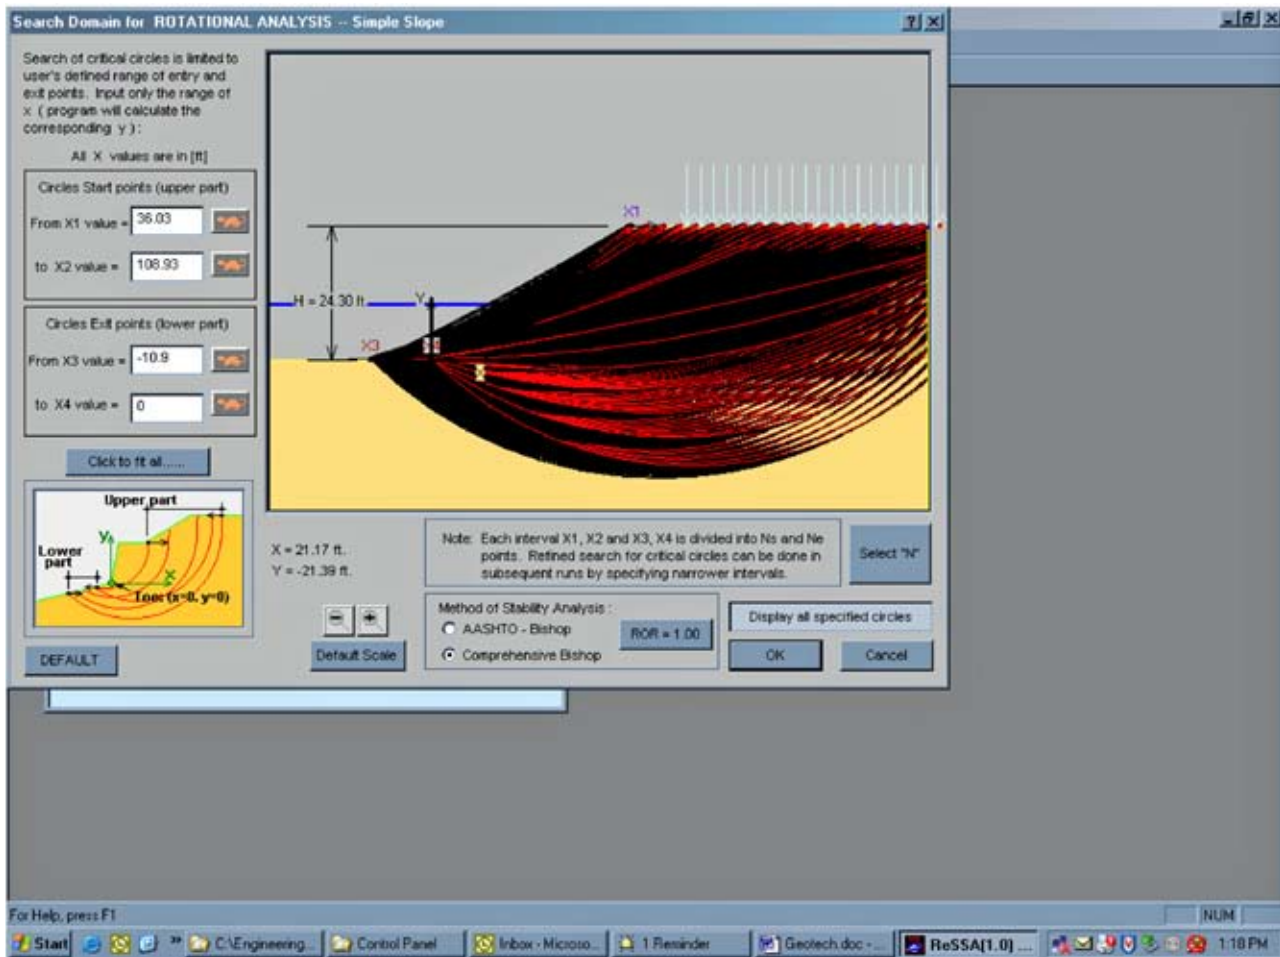 Search Domain for ROTATIONAL ANALYSIS -- Simple Slope
Search of critical circles is limited to
user's defined range of entry and
exit points. Input only the range of
x ( program will calculate the
corresponding y ) :
All X values are in [ft]
Circles Start points (upper part)
From X1 value = 36.03
to X2 value = 108.93
Circles Exit points (lower part)
From X3 value = -10.9
to X4 value = 0
Click to fit all......
Upper part
Lower
part
y
x
Toe: (x=0, y=0)
DEFAULT
X1
H = 24.30 ft.
Y
X3
X
X = 21.17 ft.
Y = -21.39 ft.
Default Scale
Note: Each interval X1, X2 and X3, X4 is divided into Ns and Ne
points. Refined search for critical circles can be done in
subsequent runs by specifying narrower intervals.
Select "N"
Method of Stability Analysis :
AASHTO - Bishop
Comprehensive Bishop
ROR = 1.00
Display all specified circles
OK
Cancel
For Help, press F1
NUM
Start
C:\Engineering...
Control Panel
Inbox - Microso...
1 Reminder
Geotech.doc - ...
ReSSA[1.0] ...
1:18 PM